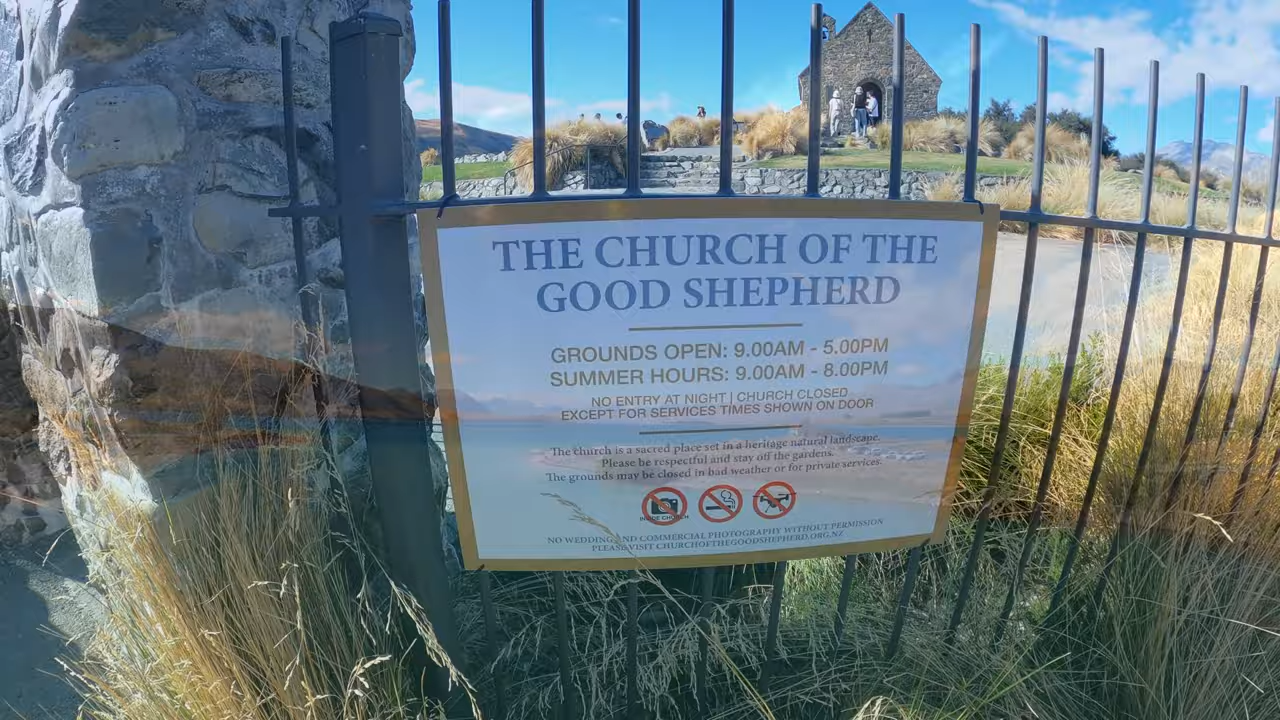 THE CHURCH OF THE
GOOD SHEPHERD
GROUNDS OPEN: 9.00AM - 5.00PM
SUMMER HOURS: 9.00AM - 8.00PM
NO ENTRY AT NIGHT | CHURCH CLOSED
EXCEPT FOR SERVICES TIMES SHOWN ON DOOR
The church is a sacred place set in a heritage natural landscape.
Please be respectful and stay off the gardens.
The grounds may be closed in bad weather or for private services.
INSIDE CHURCH
NO WEDDING AND COMMERCIAL PHOTOGRAPHY WITHOUT PERMISSION
PLEASE VISIT CHURCHOFTHEGOODSHEPHERD.ORG.NZ